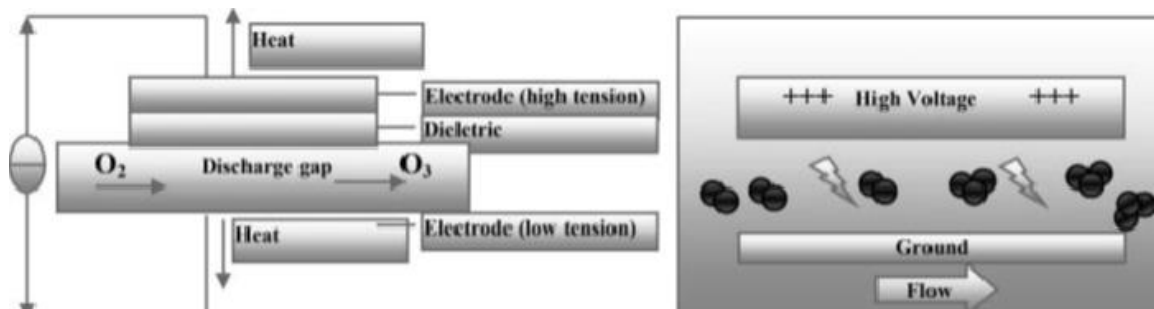 Heat
Electrode (high tension)
Dieletric
O₂ Discharge gap O₃
Electrode (low tension)
Heat
+++ High Voltage +++
Ground
Flow